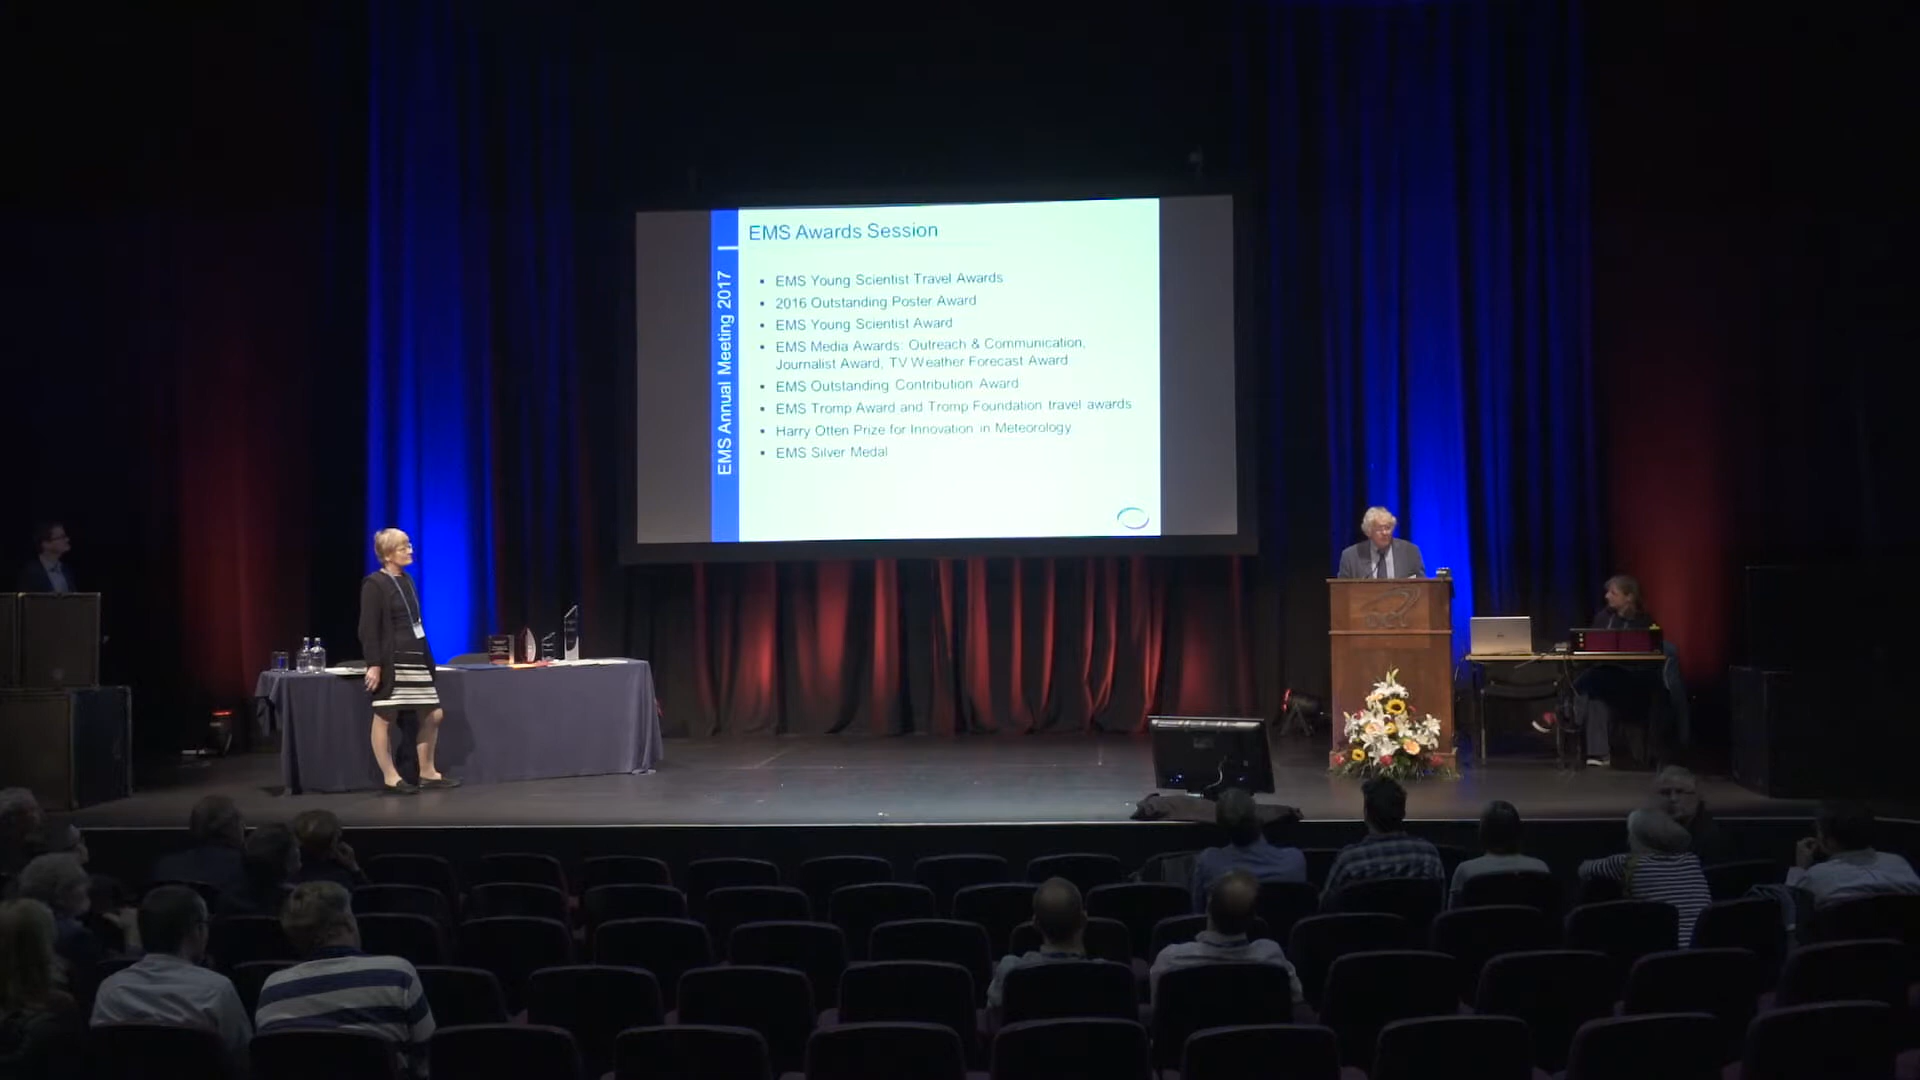 EMS Awards Session
EMS Annual Meeting 2017
EMS Young Scientist Travel Awards
2016 Outstanding Poster Award
EMS Young Scientist Award
EMS Media Awards: Outreach & Communication,
Journalist Award, TV Weather Forecast Award
EMS Outstanding Contribution Award
EMS Tromp Award and Tromp Foundation travel awards
Harry Otten Prize for Innovation in Meteorology
EMS Silver Medal